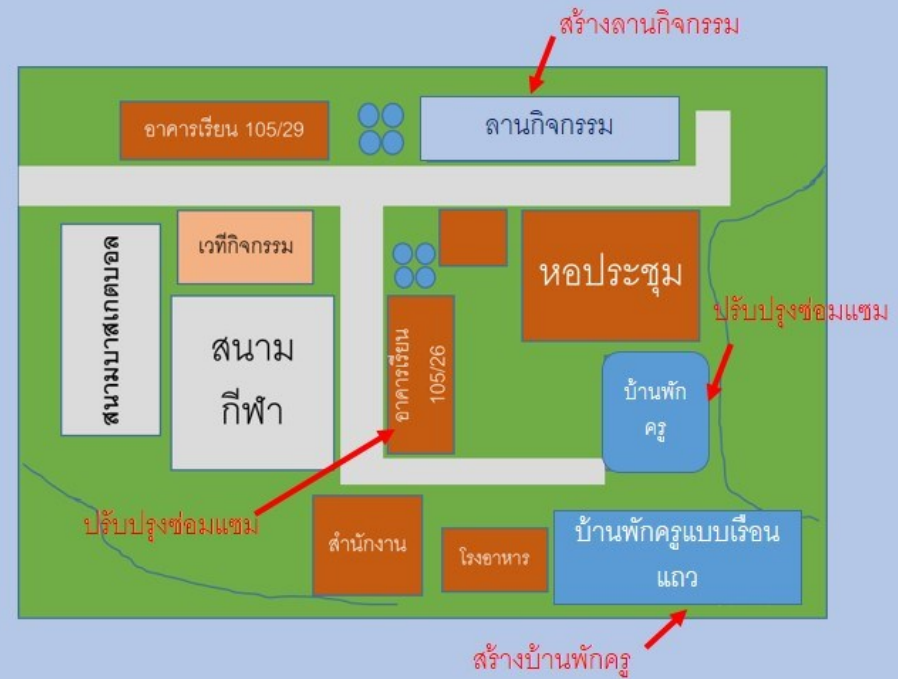 สร้างลานกิจกรรม
อาคารเรียน 105/29
ลานกิจกรรม
สนามบาสเกตบอล
เวทีกิจกรรม
หอประชุม
ปรับปรุงซ่อมแซม
สนาม
กีฬา
อาคารเรียน
105/26
บ้านพัก
ครู
ปรับปรุงซ่อมแซม
สำนักงาน
โรงอาหาร
บ้านพักครูแบบเรือน
แถว
สร้างบ้านพักครู